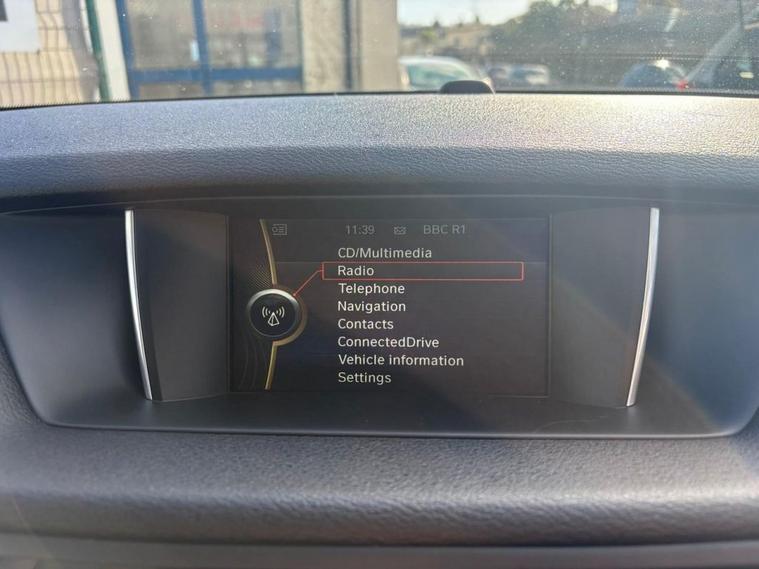 11:39 BBC R1
CD/Multimedia
Radio
Telephone
Navigation
Contacts
ConnectedDrive
Vehicle information
Settings